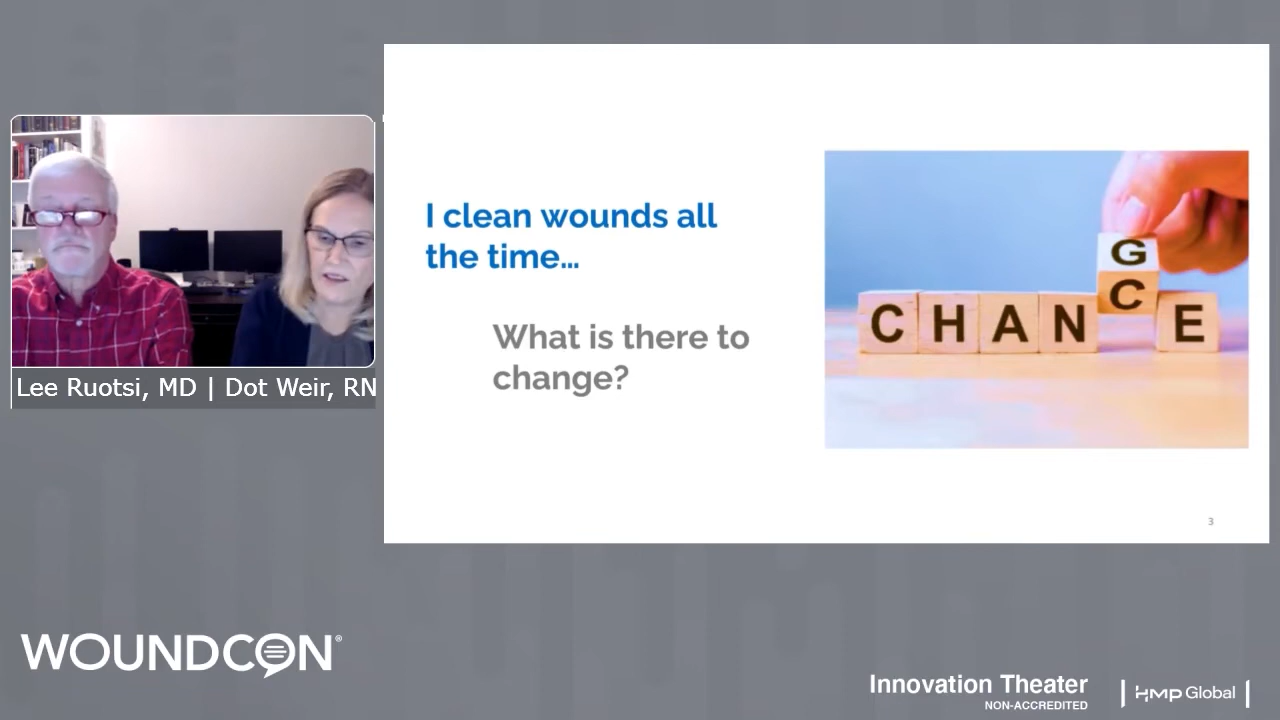 I clean wounds all
the time...
What is there to
change?
G
C
CHAN E
3
Lee Ruotsi, MD | Dot Weir, RN
WOUNDCON®
Innovation Theater
NON-ACCREDITED
HMP Global